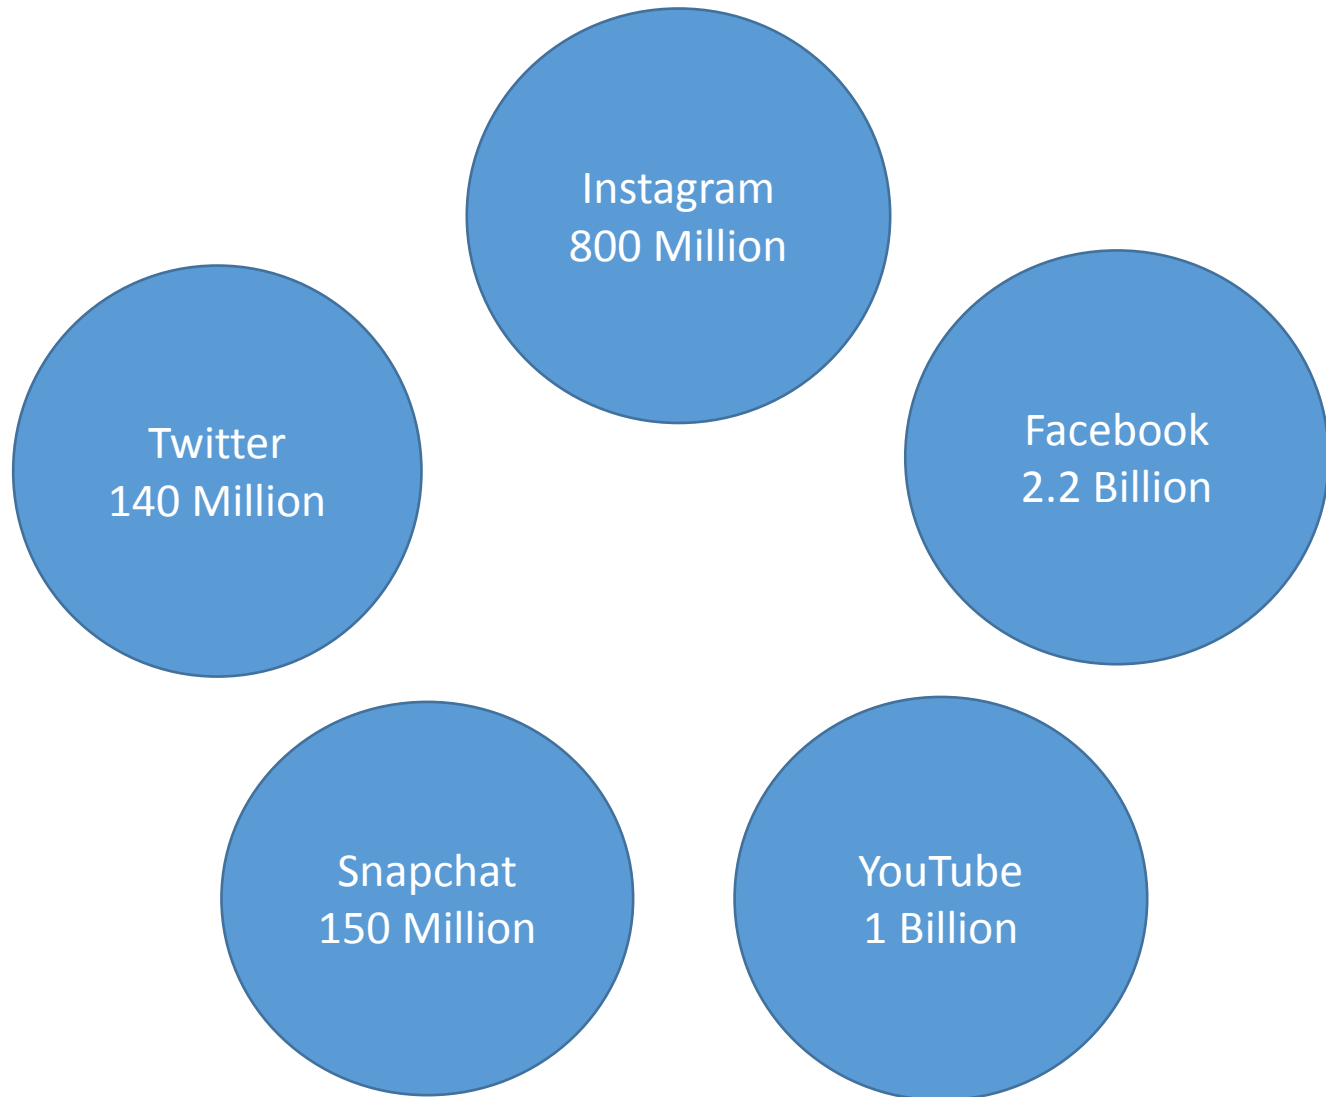 Instagram
800 Million
Twitter
140 Million
Facebook
2.2 Billion
Snapchat
150 Million
YouTube
1 Billion